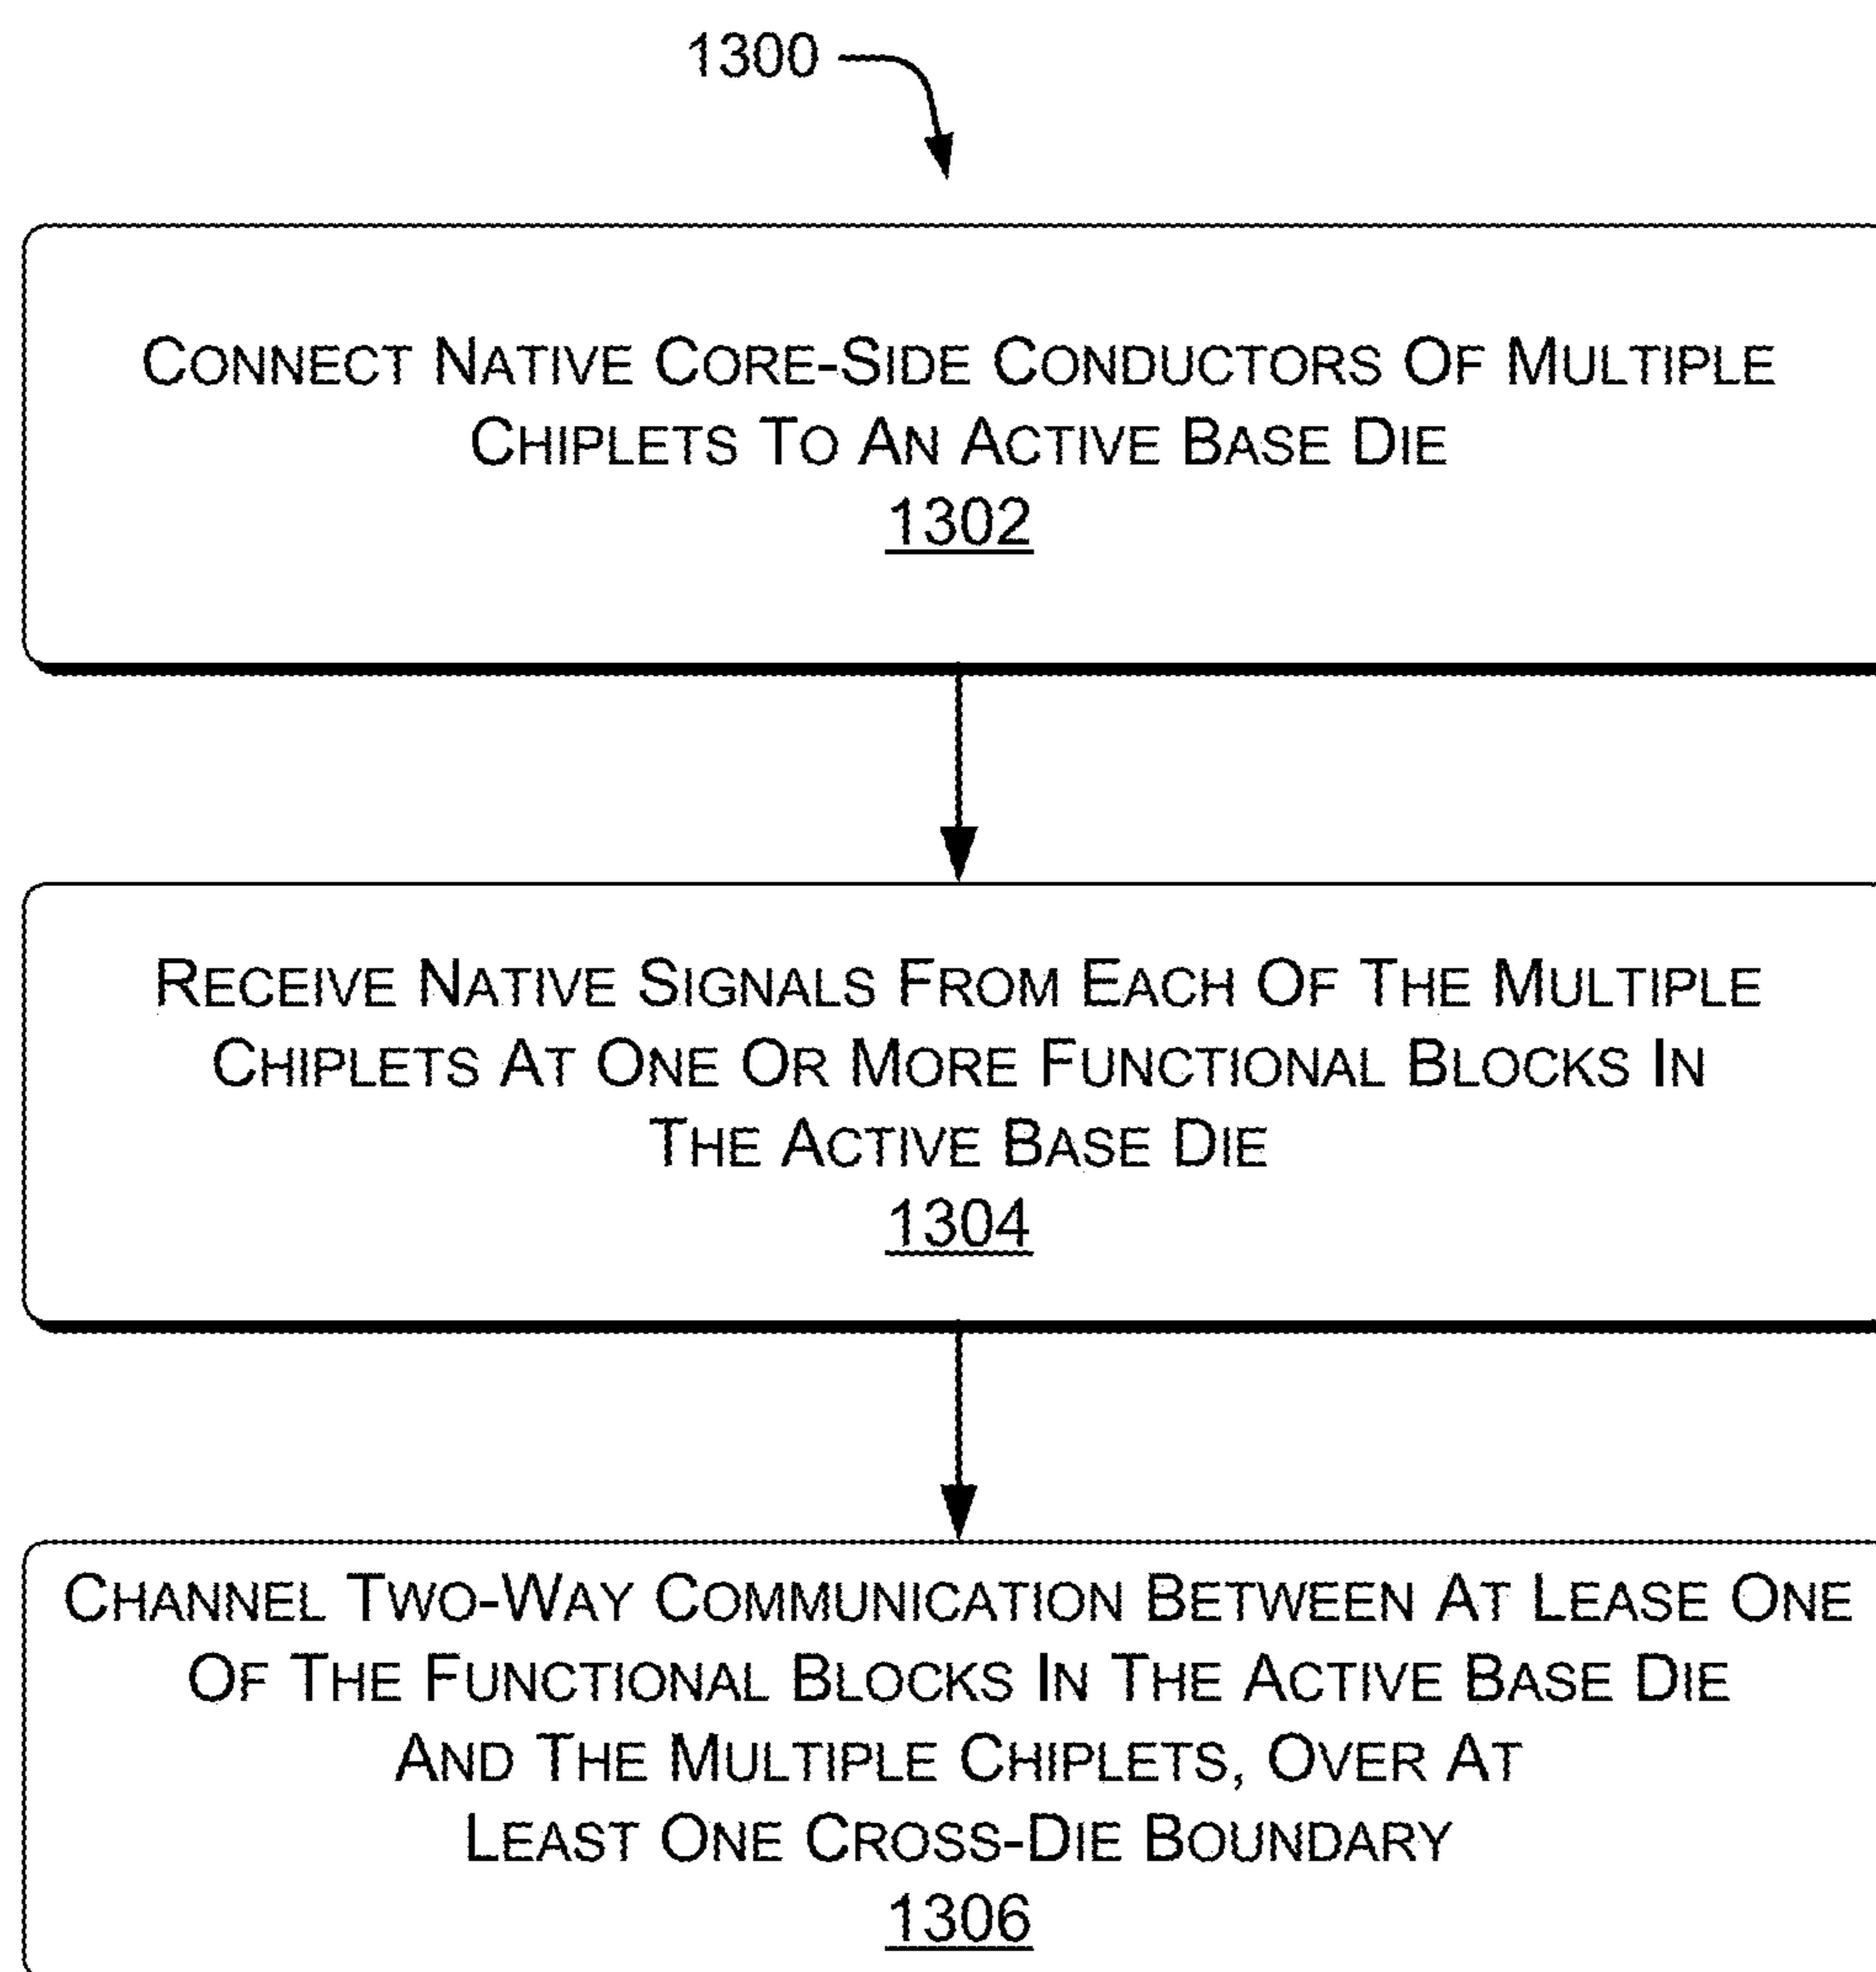 1300
CONNECT NATIVE CORE-SIDE CONDUCTORS OF MULTIPLE
CHIPLETS TO AN ACTIVE BASE DIE
1302
RECEIVE NATIVE SIGNALS FROM EACH OF THE MULTIPLE
CHIPLETS AT ONE OR MORE FUNCTIONAL BLOCKS IN
THE ACTIVE BASE DIE
1304
CHANNEL TWO-WAY COMMUNICATION BETWEEN AT LEASE ONE
OF THE FUNCTIONAL BLOCKS IN THE ACTIVE BASE DIE
AND THE MULTIPLE CHIPLETS, OVER AT
LEAST ONE CROSS-DIE BOUNDARY
1306